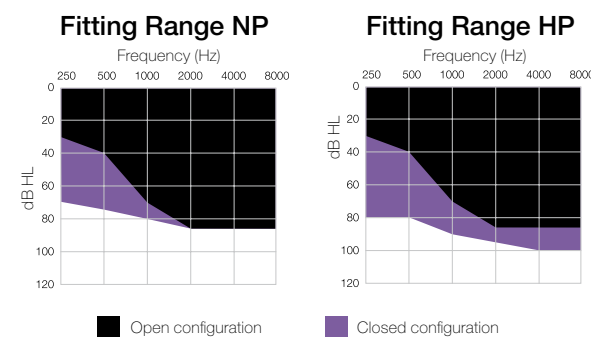 Fitting Range NP
Frequency (Hz)
250 500 1000 2000 4000 8000
0
20
40
60
80
100
120
dB HL
Fitting Range HP
Frequency (Hz)
250 500 1000 2000 4000 8000
0
20
40
60
80
100
120
dB HL
Open configuration
Closed configuration